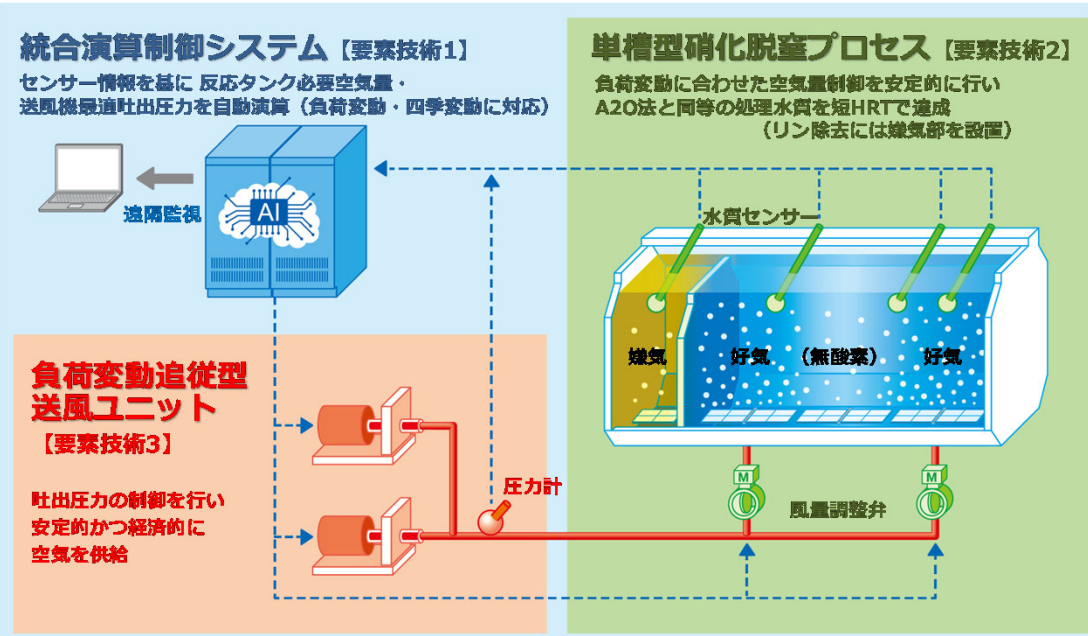 統合演算制御システム【要素技術1】
センサー情報を基に 反応タンク必要空気量・
送風機最適吐出圧力を自動演算（負荷変動・四季変動に対応）
遠隔監視
AI
単槽型硝化脱窒プロセス【要素技術2】
負荷変動に合わせた空気量制御を安定的に行い
A2O法と同等の処理水質を短HRTで達成
（リン除去には嫌気部を設置）
水質センサー
嫌気
好気
（無酸素）
好気
M
M
風量調整弁
負荷変動追従型
送風ユニット
【要素技術3】
吐出圧力の制御を行い
安定的かつ経済的に
空気を供給
圧力計